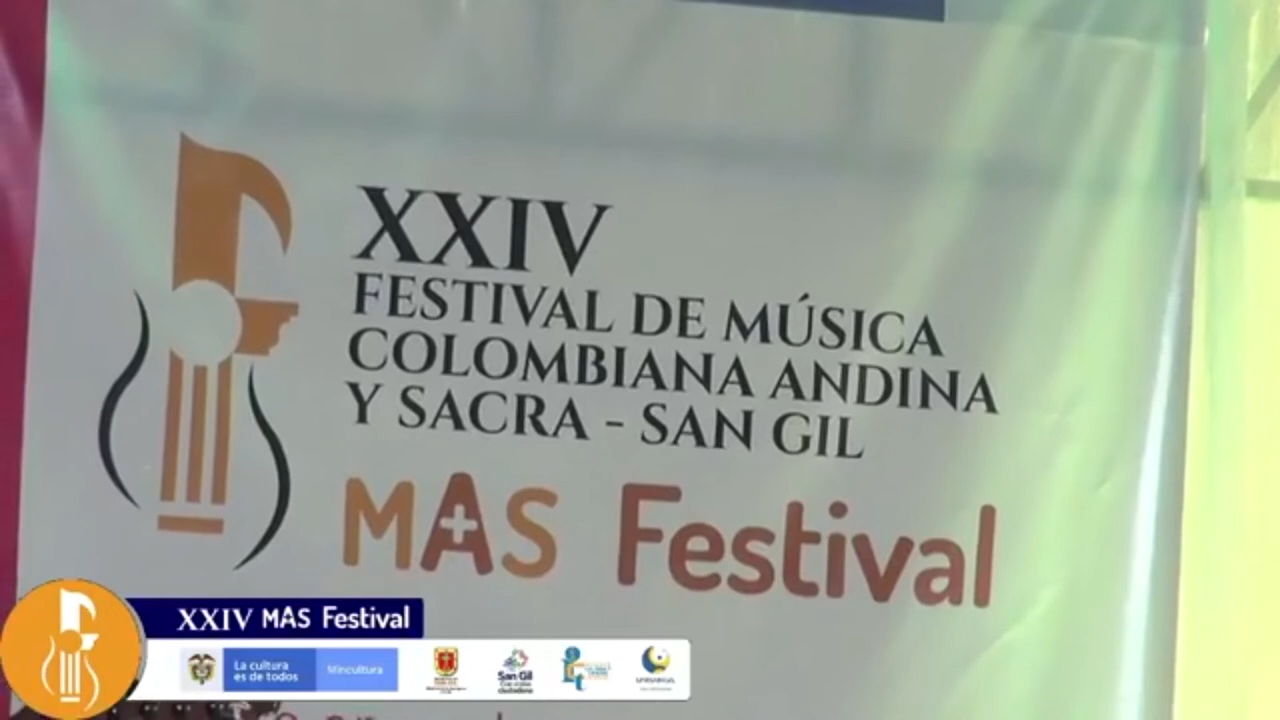 XXIV
FESTIVAL DE MÚSICA
COLOMBIANA ANDINA
Y SACRA - SAN GIL
MAS Festival
XXIV MAS Festival
La cultura
es de todos
Mincultura
San Gil